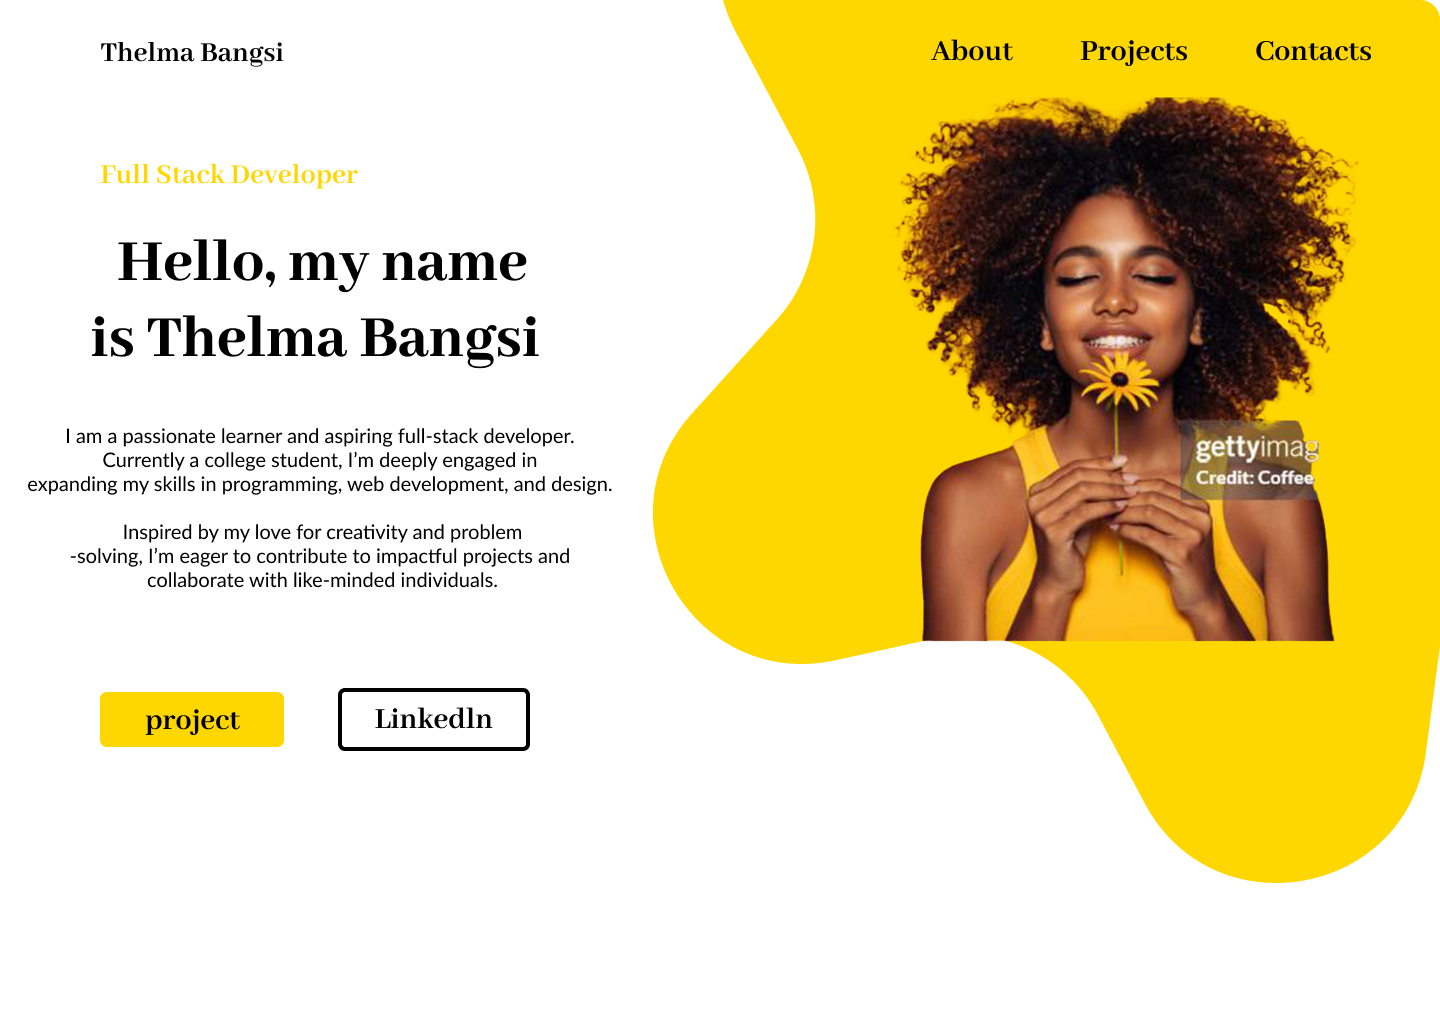 Thelma Bangsi
About Projects Contacts
Full Stack Developer
Hello, my name
is Thelma Bangsi
I am a passionate learner and aspiring full-stack developer.
Currently a college student, I'm deeply engaged in
expanding my skills in programming, web development, and design.
Inspired by my love for creativity and problem
-solving, I'm eager to contribute to impactful projects and
collaborate with like-minded individuals.
project
Linkedln
gettyimag
Credit: Coffee